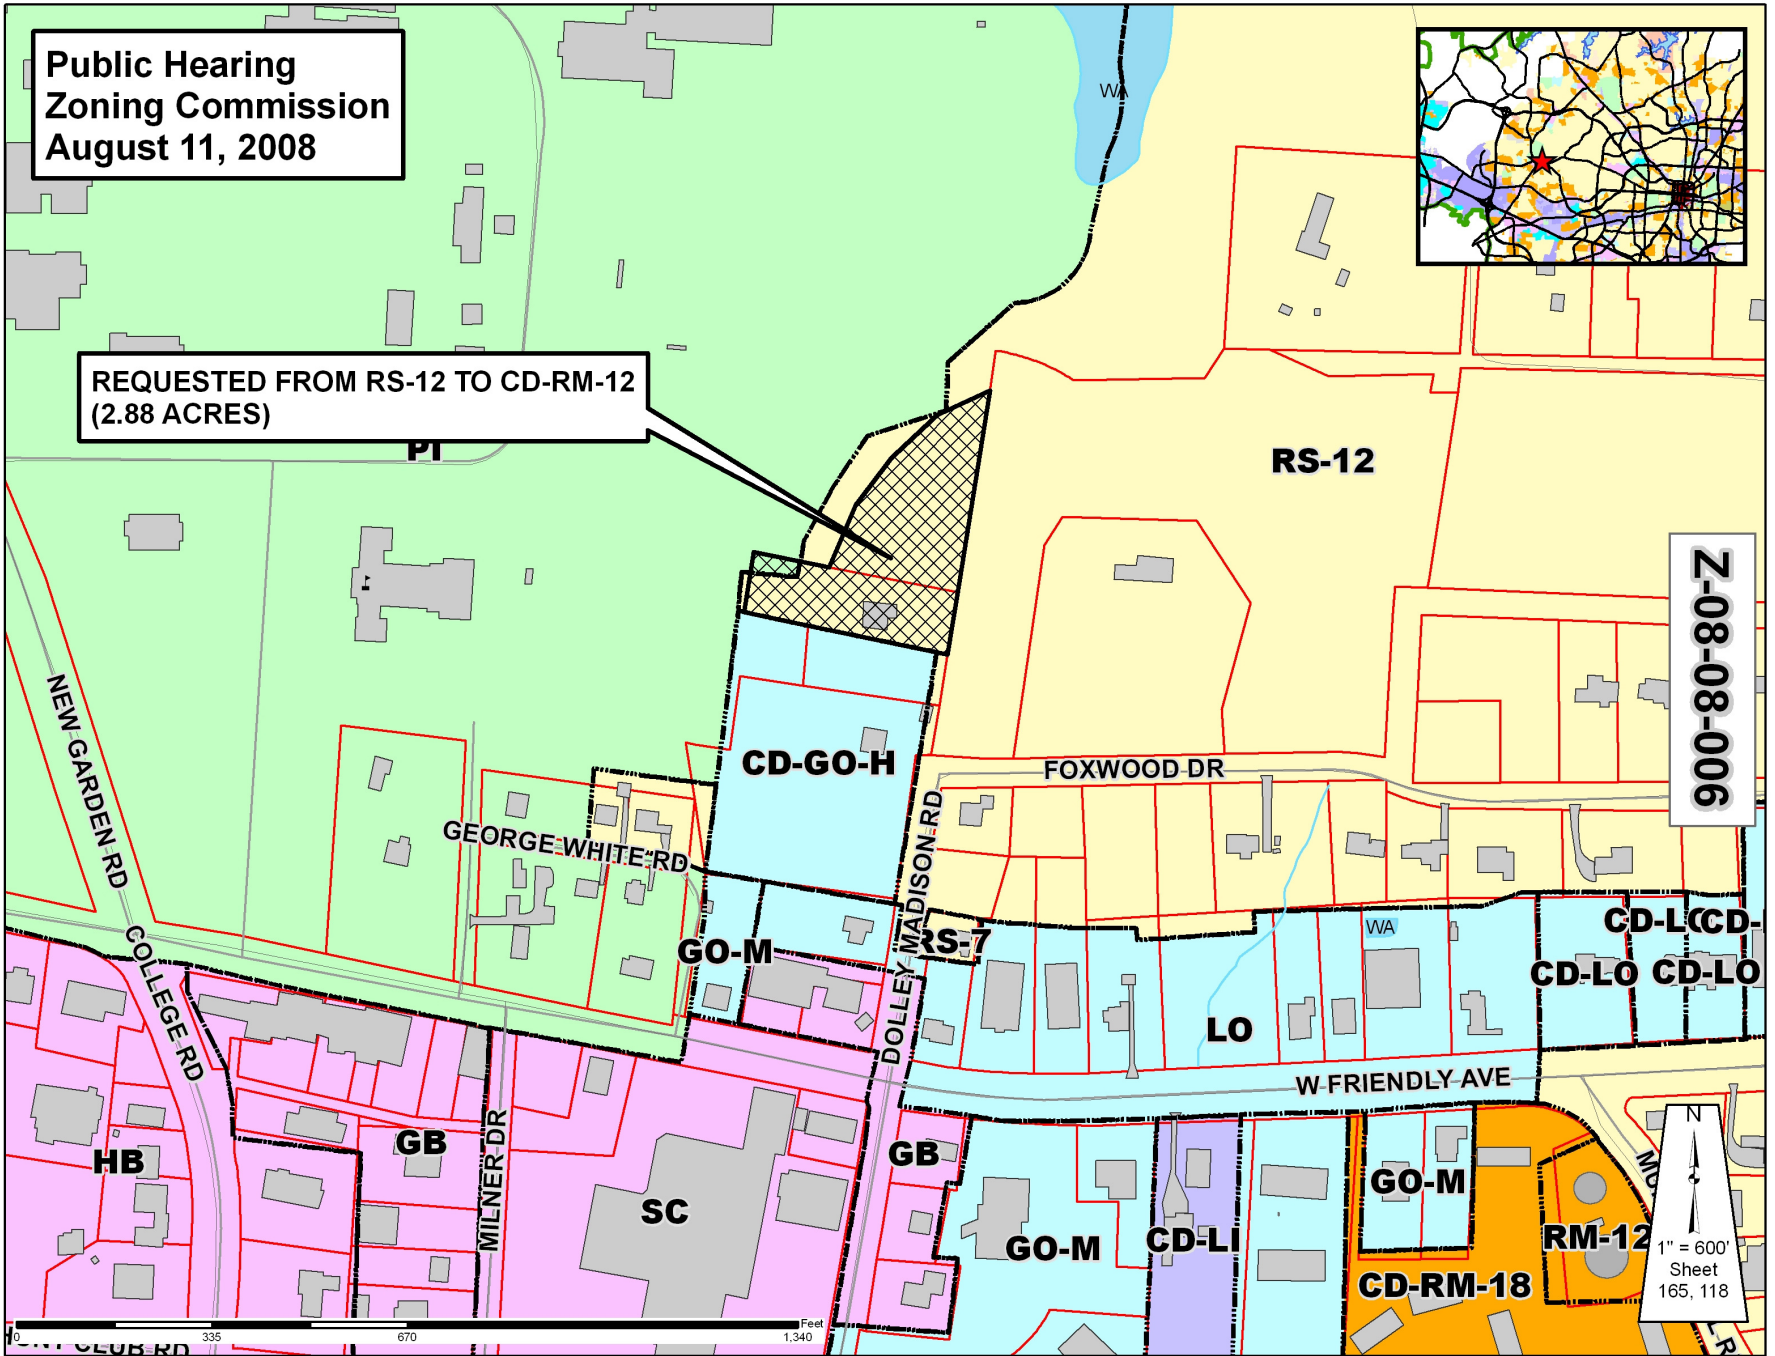 Public Hearing
Zoning Commission
August 11, 2008
WA
REQUESTED FROM RS-12 TO CD-RM-12
(2.88 ACRES)
PI
RS-12
Z-08-08-006
NEW GARDEN RD
CD-GO-H
FOXWOOD DR
GEORGE WHITE RD
DOLLEY MADISON RD
RS-7
GO-M
WA
CD-LO
CD-LO
CD-LO
COLLEGE RD
LO
W FRIENDLY AVE
GB
HB
MILNER DR
SC
GB
GO-M
CD-LI
GO-M
RM-12
CD-RM-18
N
1" = 600'
Sheet
165, 118
0 335 670 1,340
Feet
CLUB RD